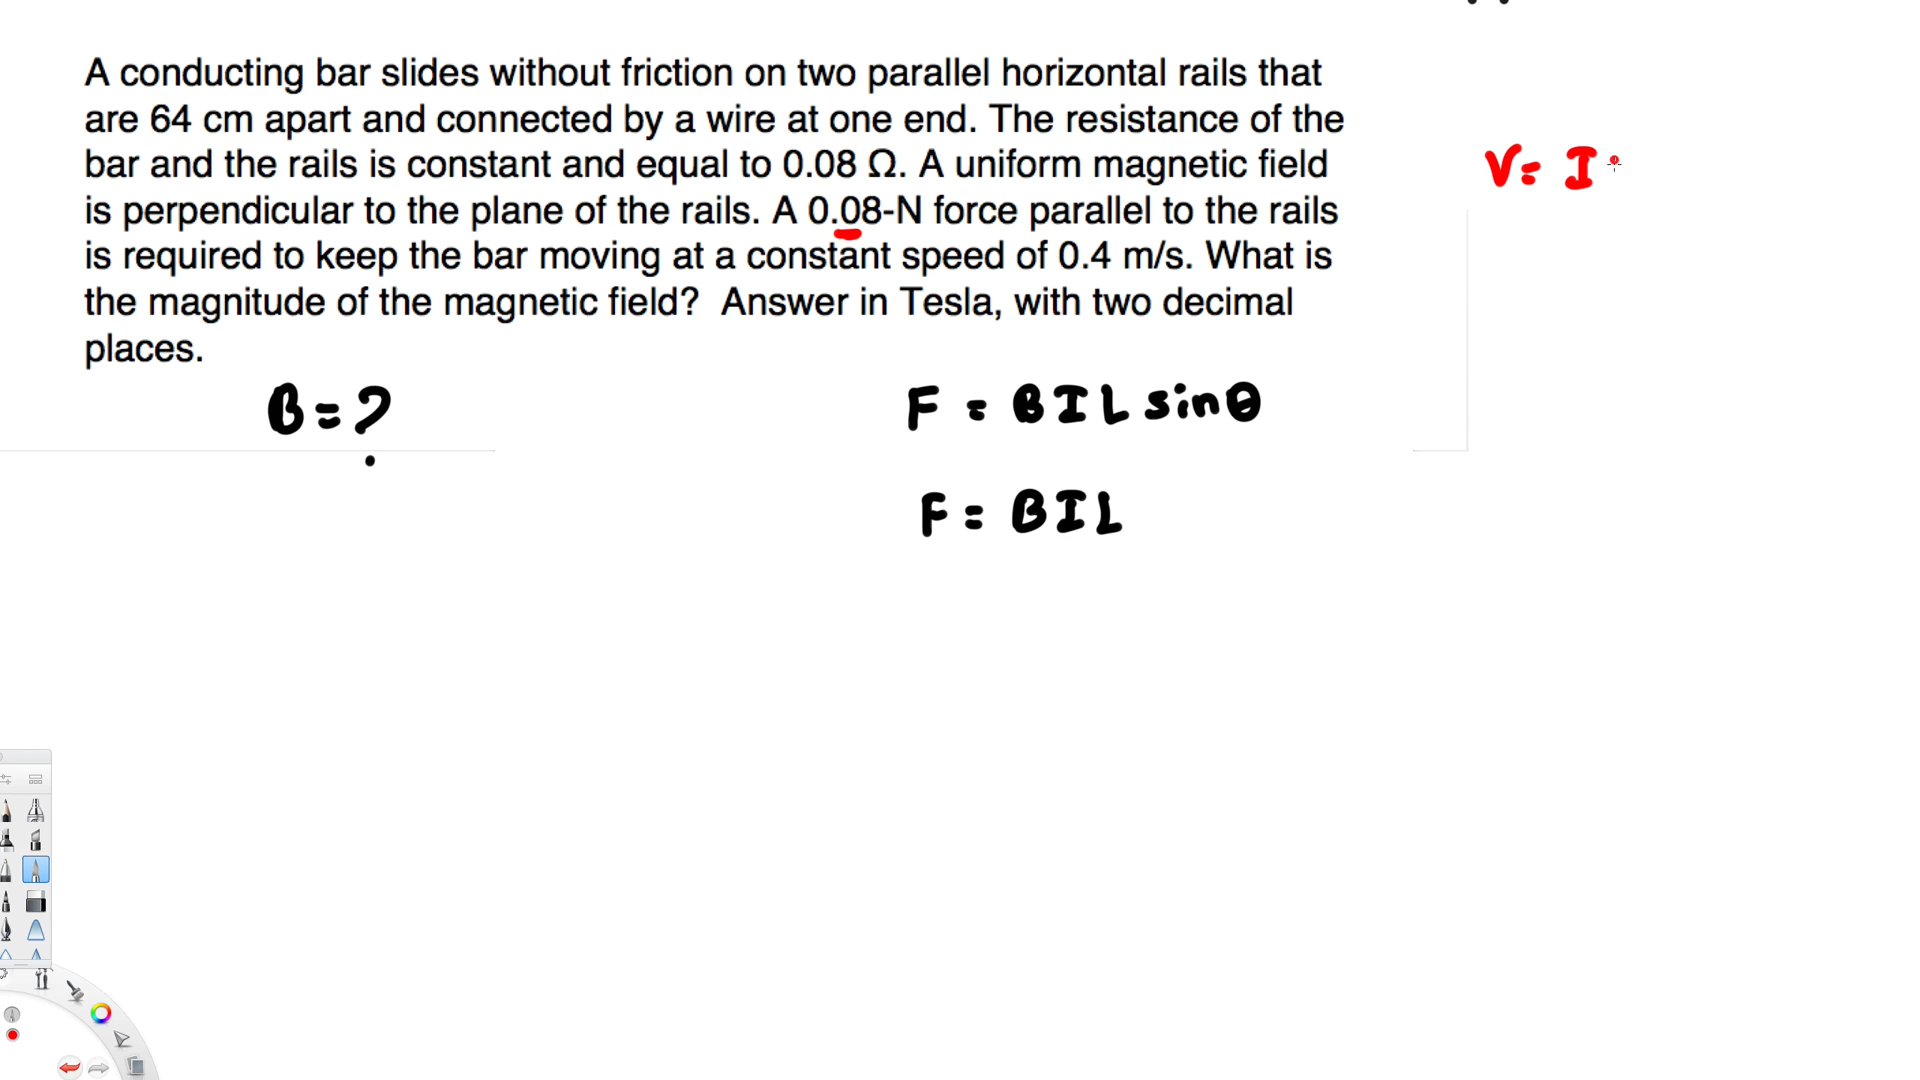 A conducting bar slides without friction on two parallel horizontal rails that
are 64 cm apart and connected by a wire at one end. The resistance of the
bar and the rails is constant and equal to 0.08 Ω. A uniform magnetic field
is perpendicular to the plane of the rails. A 0.08-N force parallel to the rails
is required to keep the bar moving at a constant speed of 0.4 m/s. What is
the magnitude of the magnetic field?  Answer in Tesla, with two decimal
places.
V = I
B = ?
F = BIL sinθ
F = BIL